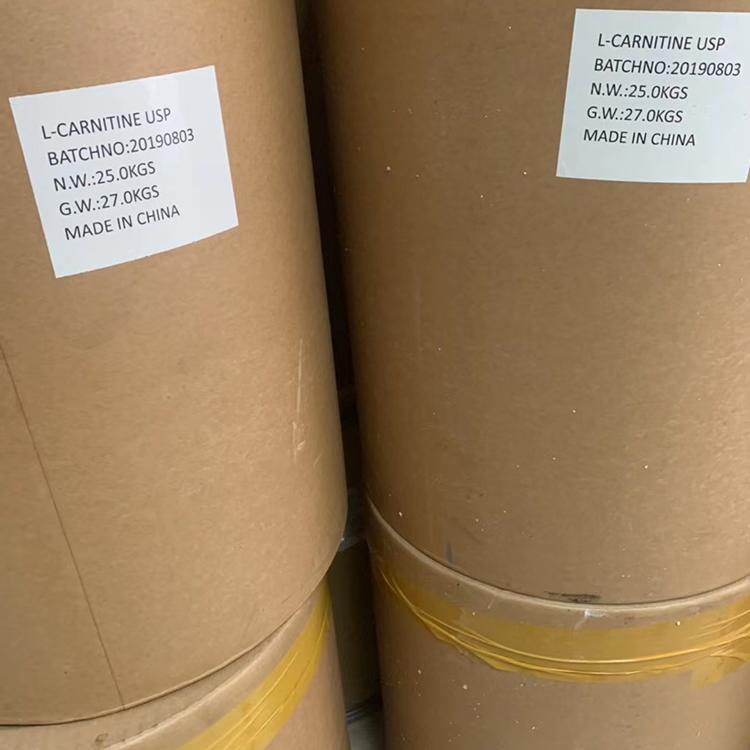 L-CARNITINE USP
BATCHNO:20190803
N.W.:25.0KGS
G.W.:27.0KGS
MADE IN CHINA
L-CARNITINE USP
BATCHNO:20190803
N.W.:25.0KGS
G.W.:27.0KGS
MADE IN CHINA